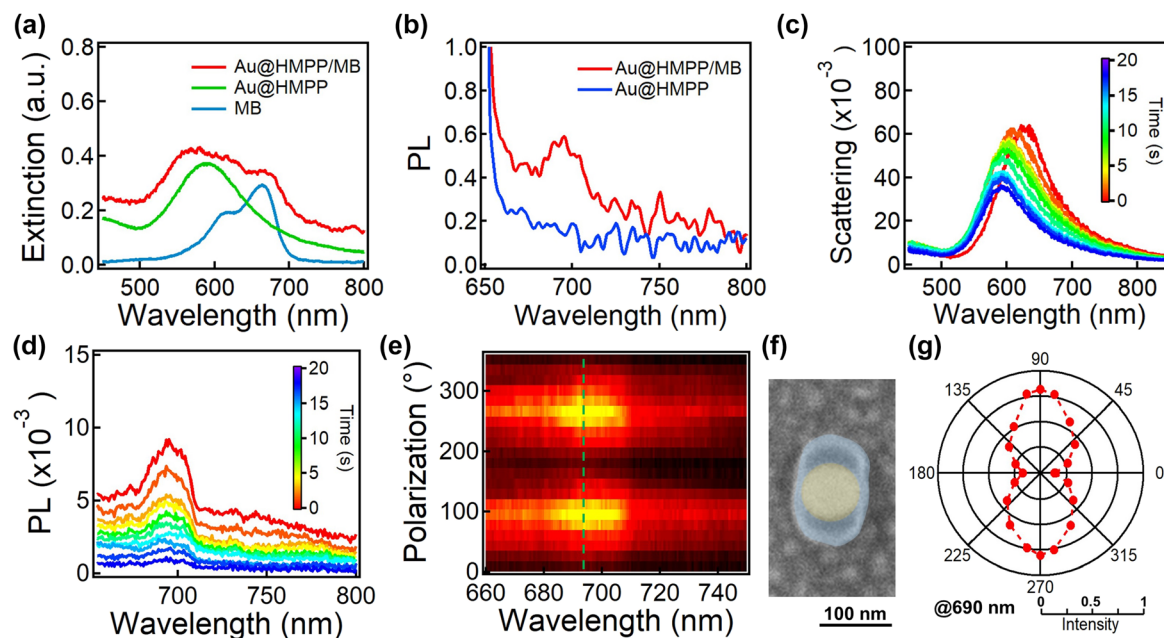 (a)
Extinction (a.u.)
0.8
0.6
0.4
0.2
0.0
Au@HMPP/MB
Au@HMPP
MB
500 600 700 800
Wavelength (nm)
(b)
PL
1.0
0.8
0.6
0.4
0.2
0.0
Au@HMPP/MB
Au@HMPP
650 700 750 800
Wavelength (nm)
(c)
Scattering (x10⁻³)
100
80
60
40
20
0
20
15
10
5
0
Time (s)
500 600 700 800
Wavelength (nm)
(d)
PL (x10⁻³)
15
10
5
0
20
15
10
5
0
Time (s)
700 800
Wavelength (nm)
(e)
Polarization (°)
300
200
100
0
660 680 700 720 740
Wavelength (nm)
(f)
100 nm
(g)
90
135 45
180 0
225 315
270
@690 nm
0 0.5 1
Intensity